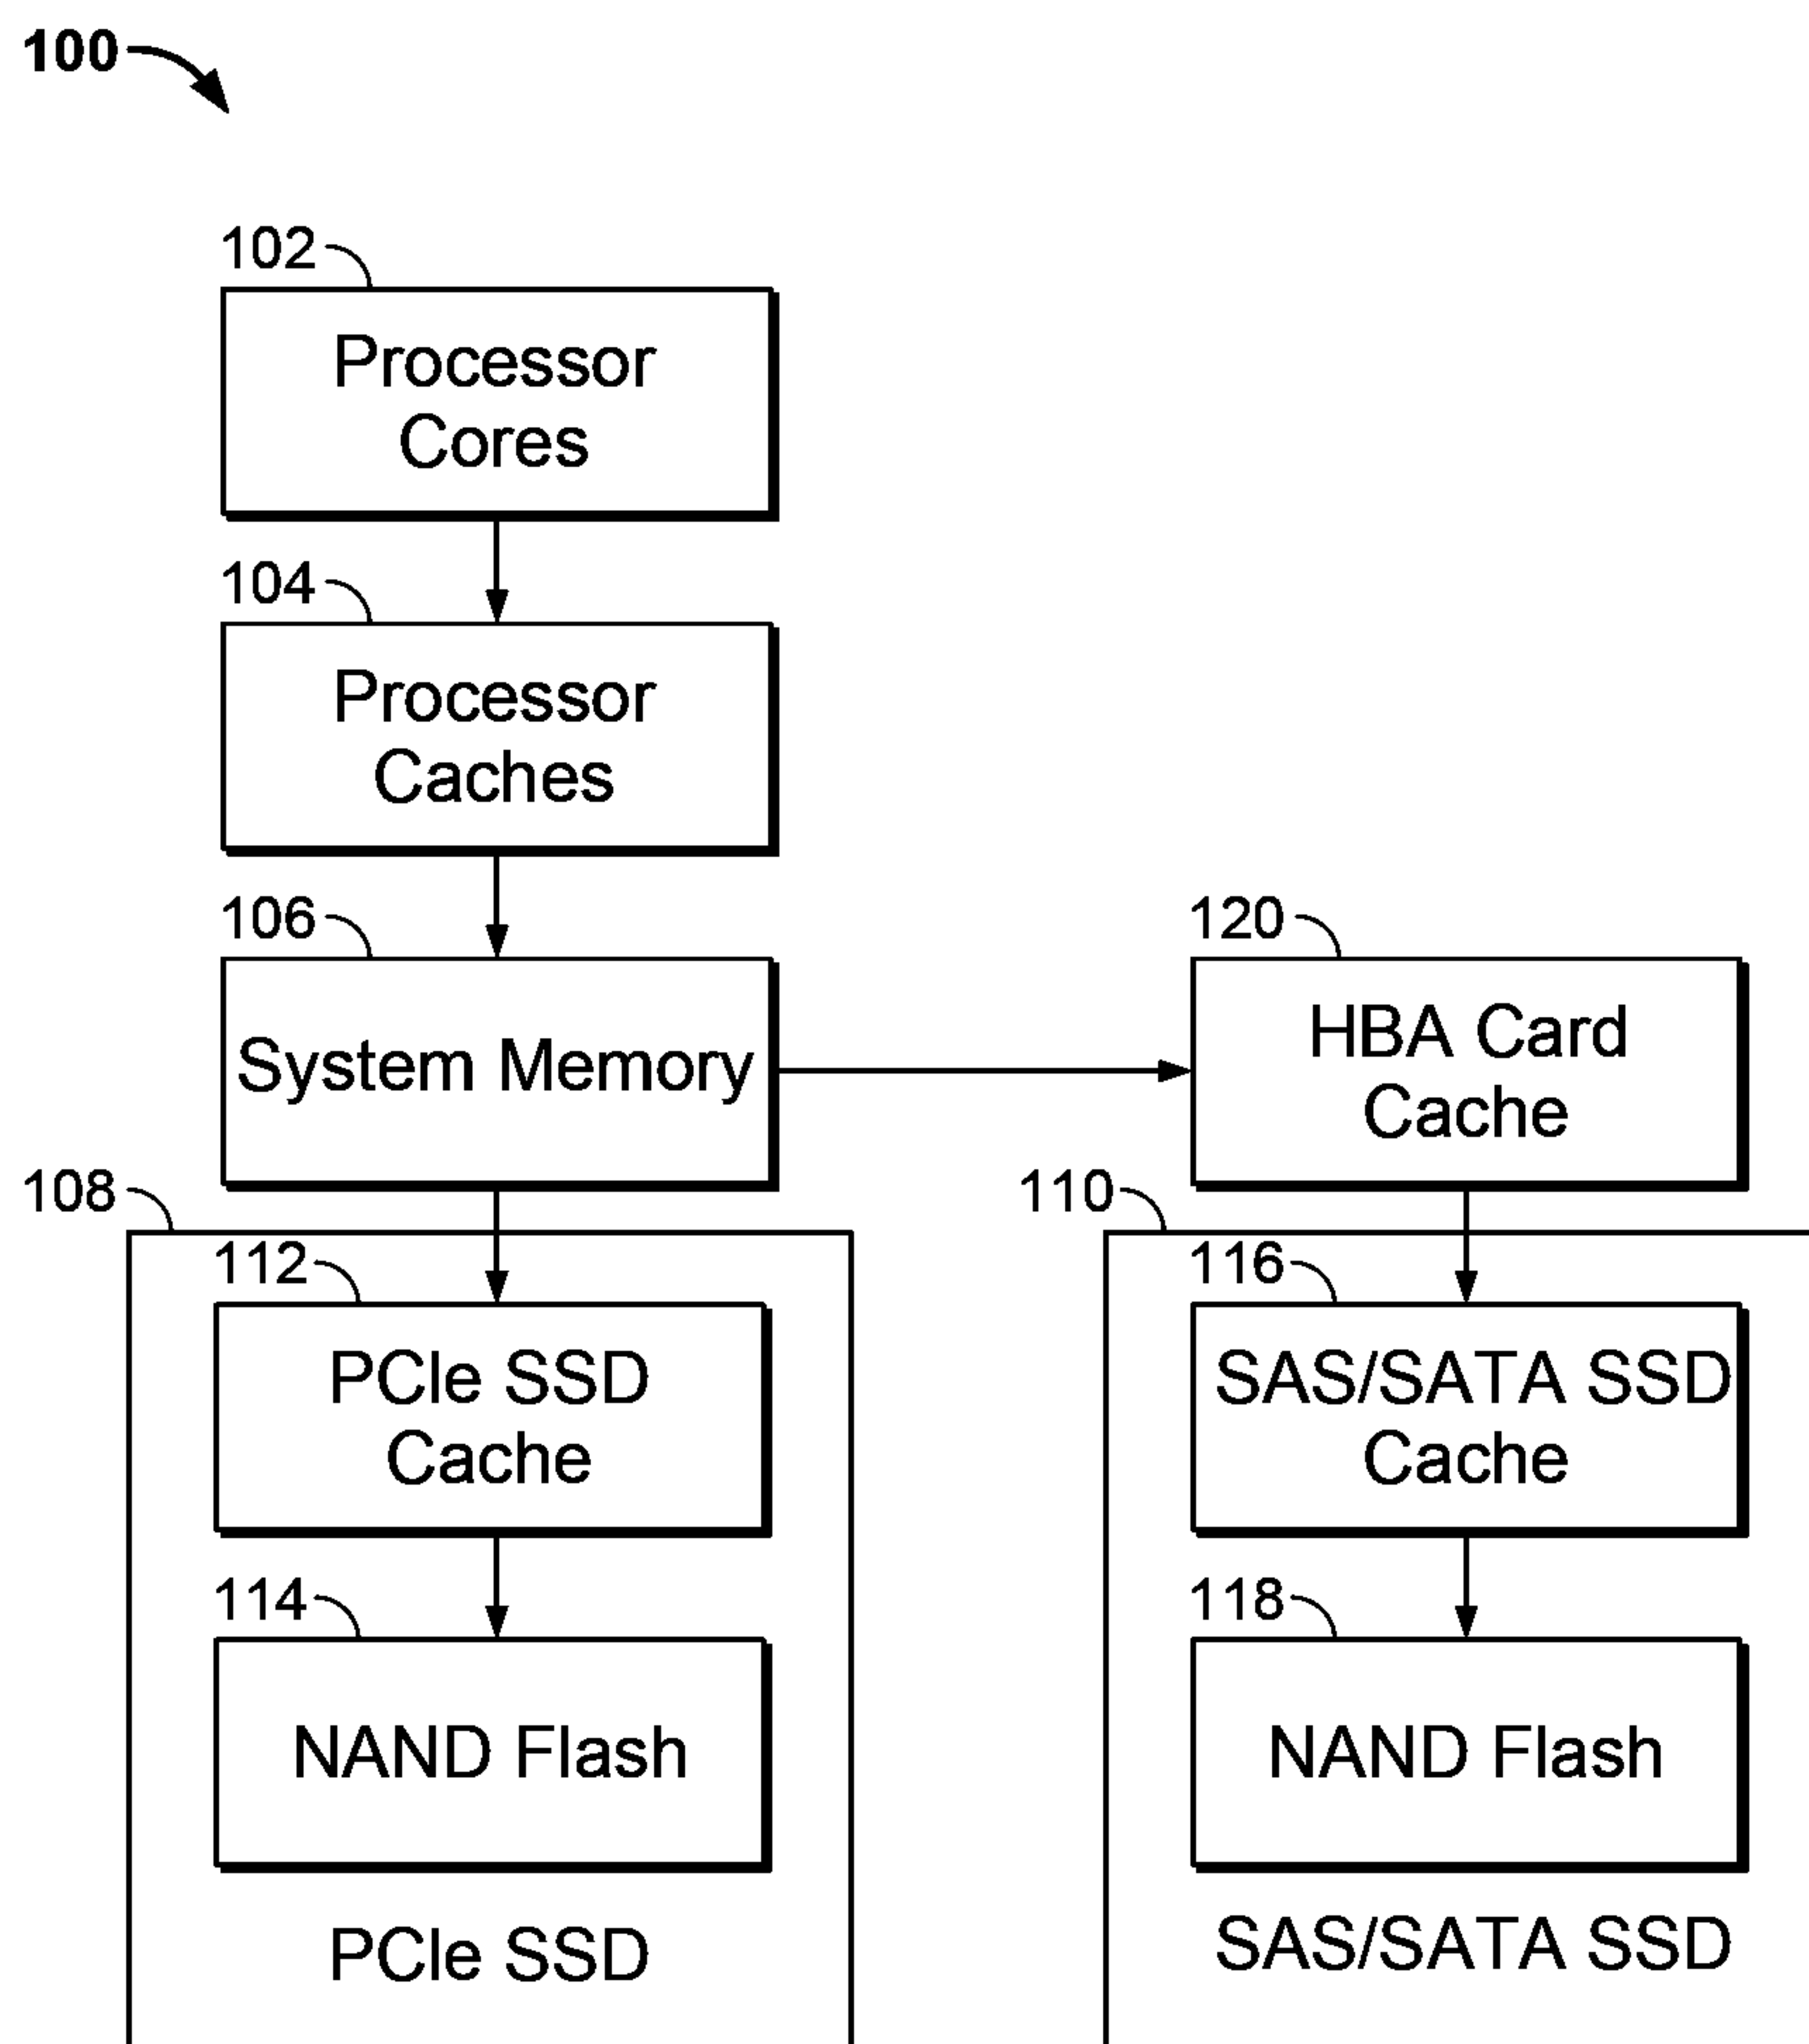 100
102
Processor
Cores
104
Processor
Caches
106
System Memory
120
HBA Card
Cache
108
112
PCIe SSD
Cache
114
NAND Flash
PCIe SSD
110
116
SAS/SATA SSD
Cache
118
NAND Flash
SAS/SATA SSD